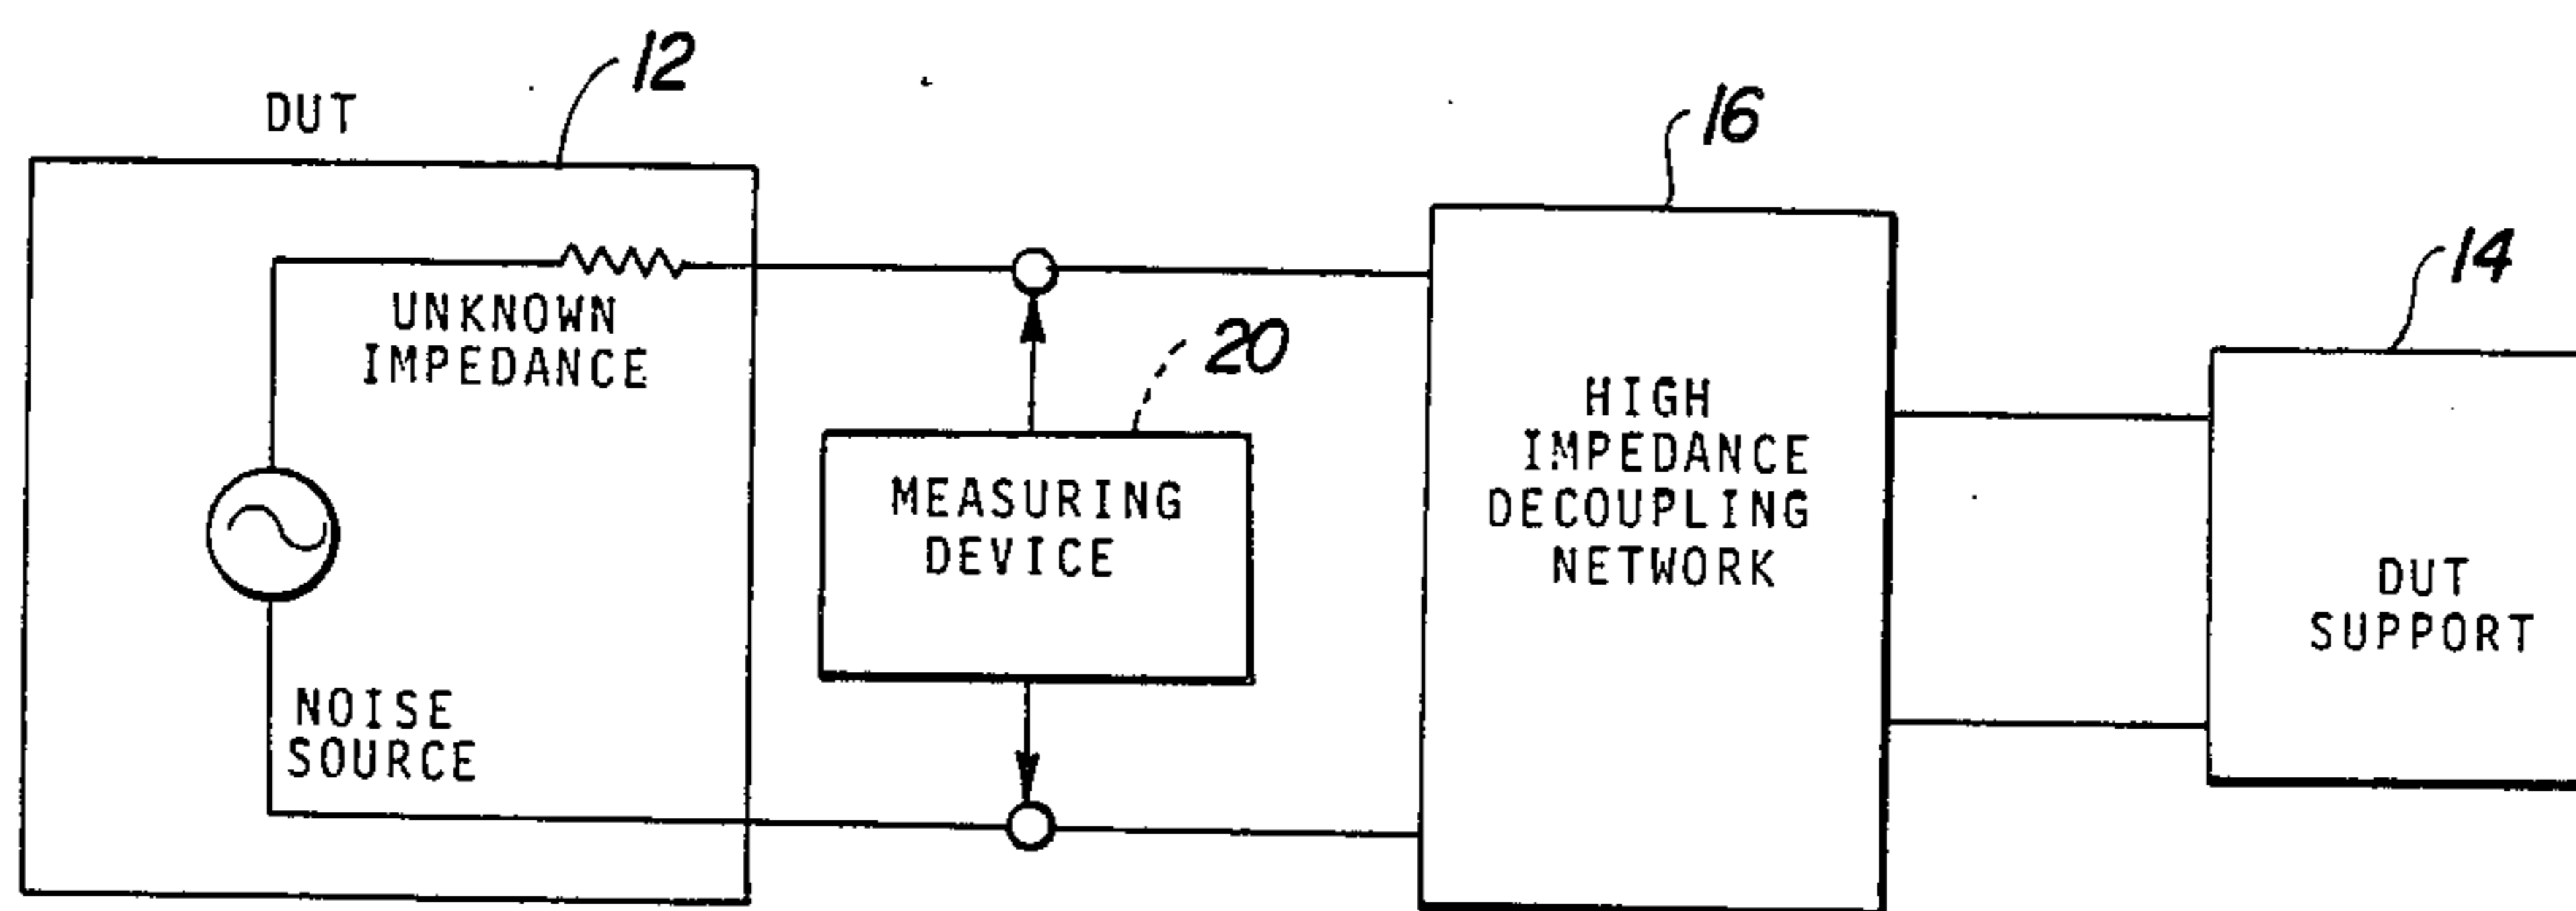 DUT
12
16
14
20
UNKNOWN
IMPEDANCE
NOISE
SOURCE
MEASURING
DEVICE
HIGH
IMPEDANCE
DECOUPLING
NETWORK
DUT
SUPPORT